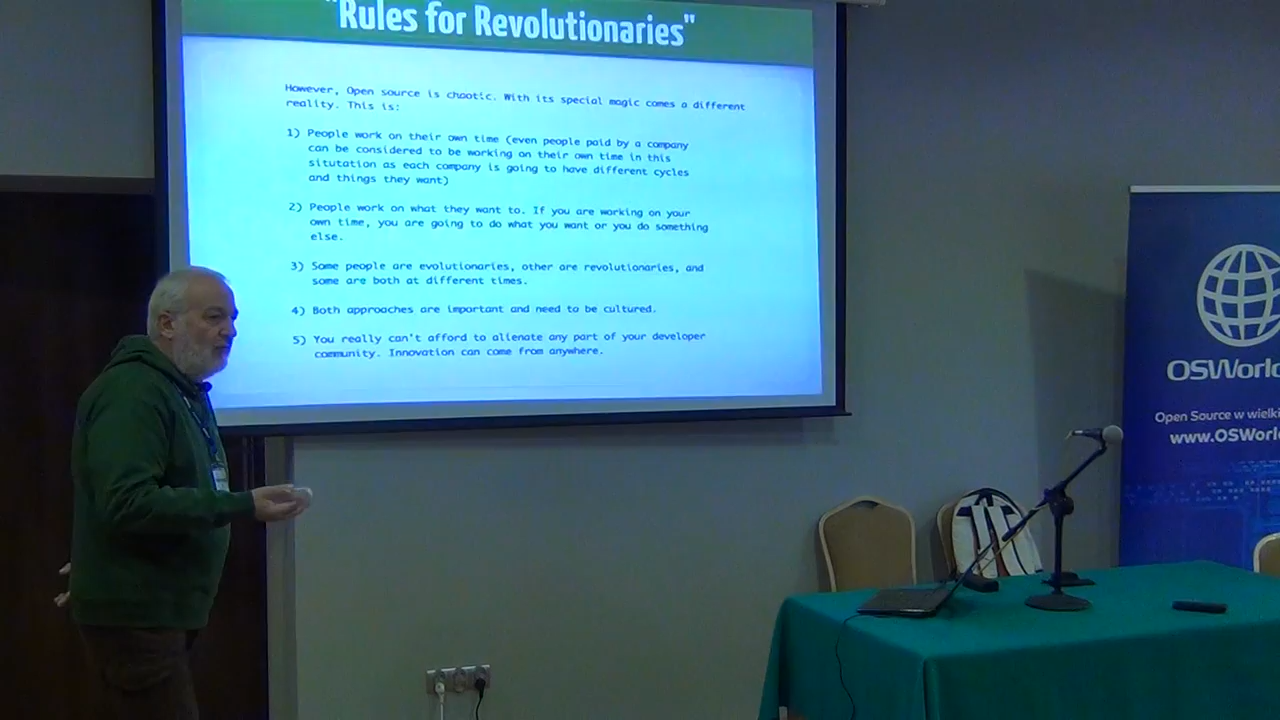 "Rules for Revolutionaries"
However, Open source is chaotic. With its special magic comes a different
reality. This is:
1) People work on their own time (even people paid by a company
can be considered to be working on their own time in this
situtation as each company is going to have different cycles
and things they want)
2) People work on what they want to. If you are working on your
own time, you are going to do what you want or you do something
else.
3) Some people are evolutionaries, other are revolutionaries, and
some are both at different times.
4) Both approaches are important and need to be cultured.
5) You really can't afford to alienate any part of your developer
community. Innovation can come from anywhere.
OSWorl
Open Source w wielki
www.OSWorl